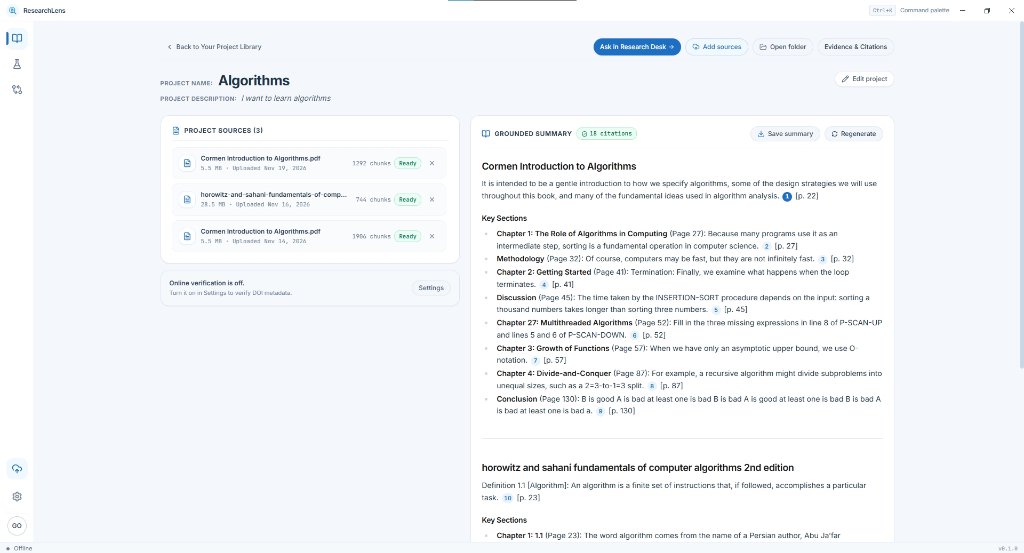 ResearchLens
Ctrl+K Command palette
Back to Your Project Library
Ask in Research Desk →
Add sources
Open folder
Evidence & Citations
PROJECT NAME: Algorithms
Edit project
PROJECT DESCRIPTION: I want to learn algorithms
PROJECT SOURCES (3)
Cormen Introduction to Algorithms.pdf
5.5 MB · Uploaded Nov 19, 2026
1292 chunks Ready ×
horowitz-and-sahani-fundamentals-of-comp...
28.5 MB · Uploaded Nov 16, 2026
744 chunks Ready ×
Cormen Introduction to Algorithms.pdf
5.5 MB · Uploaded Nov 14, 2026
1906 chunks Ready ×
Online verification is off.
Turn it on in Settings to verify DOI metadata.
Settings
GROUNDED SUMMARY 18 citations
Save summary
Regenerate
Cormen Introduction to Algorithms
It is intended to be a gentle introduction to how we specify algorithms, some of the design strategies we will use
throughout this book, and many of the fundamental ideas used in algorithm analysis. 1 [p. 22]
Key Sections
Chapter 1: The Role of Algorithms in Computing (Page 27): Because many programs use it as an
intermediate step, sorting is a fundamental operation in computer science. 2 [p. 27]
Methodology (Page 32): Of course, computers may be fast, but they are not infinitely fast. 3 [p. 32]
Chapter 2: Getting Started (Page 41): Termination: Finally, we examine what happens when the loop
terminates. 4 [p. 41]
Discussion (Page 45): The time taken by the INSERTION-SORT procedure depends on the input: sorting a
thousand numbers takes longer than sorting three numbers. 5 [p. 45]
Chapter 27: Multithreaded Algorithms (Page 52): Fill in the three missing expressions in line 8 of P-SCAN-UP
and lines 5 and 6 of P-SCAN-DOWN. 6 [p. 52]
Chapter 3: Growth of Functions (Page 57): When we have only an asymptotic upper bound, we use O-
notation. 7 [p. 57]
Chapter 4: Divide-and-Conquer (Page 87): For example, a recursive algorithm might divide subproblems into
unequal sizes, such as a 2=3-to-1=3 split. 8 [p. 87]
Conclusion (Page 130): B is good A is bad at least one is bad B is bad A is good at least one is bad B is bad A
is bad at least one is bad a. 9 [p. 130]
horowitz and sahani fundamentals of computer algorithms 2nd edition
Definition 1.1 [Algorithm]: An algorithm is a finite set of instructions that, if followed, accomplishes a particular
task. 10 [p. 23]
Key Sections
Chapter 1: 1.1 (Page 23): The word algorithm comes from the name of a Persian author, Abu Ja'far
GO
Offline
v0.1.0